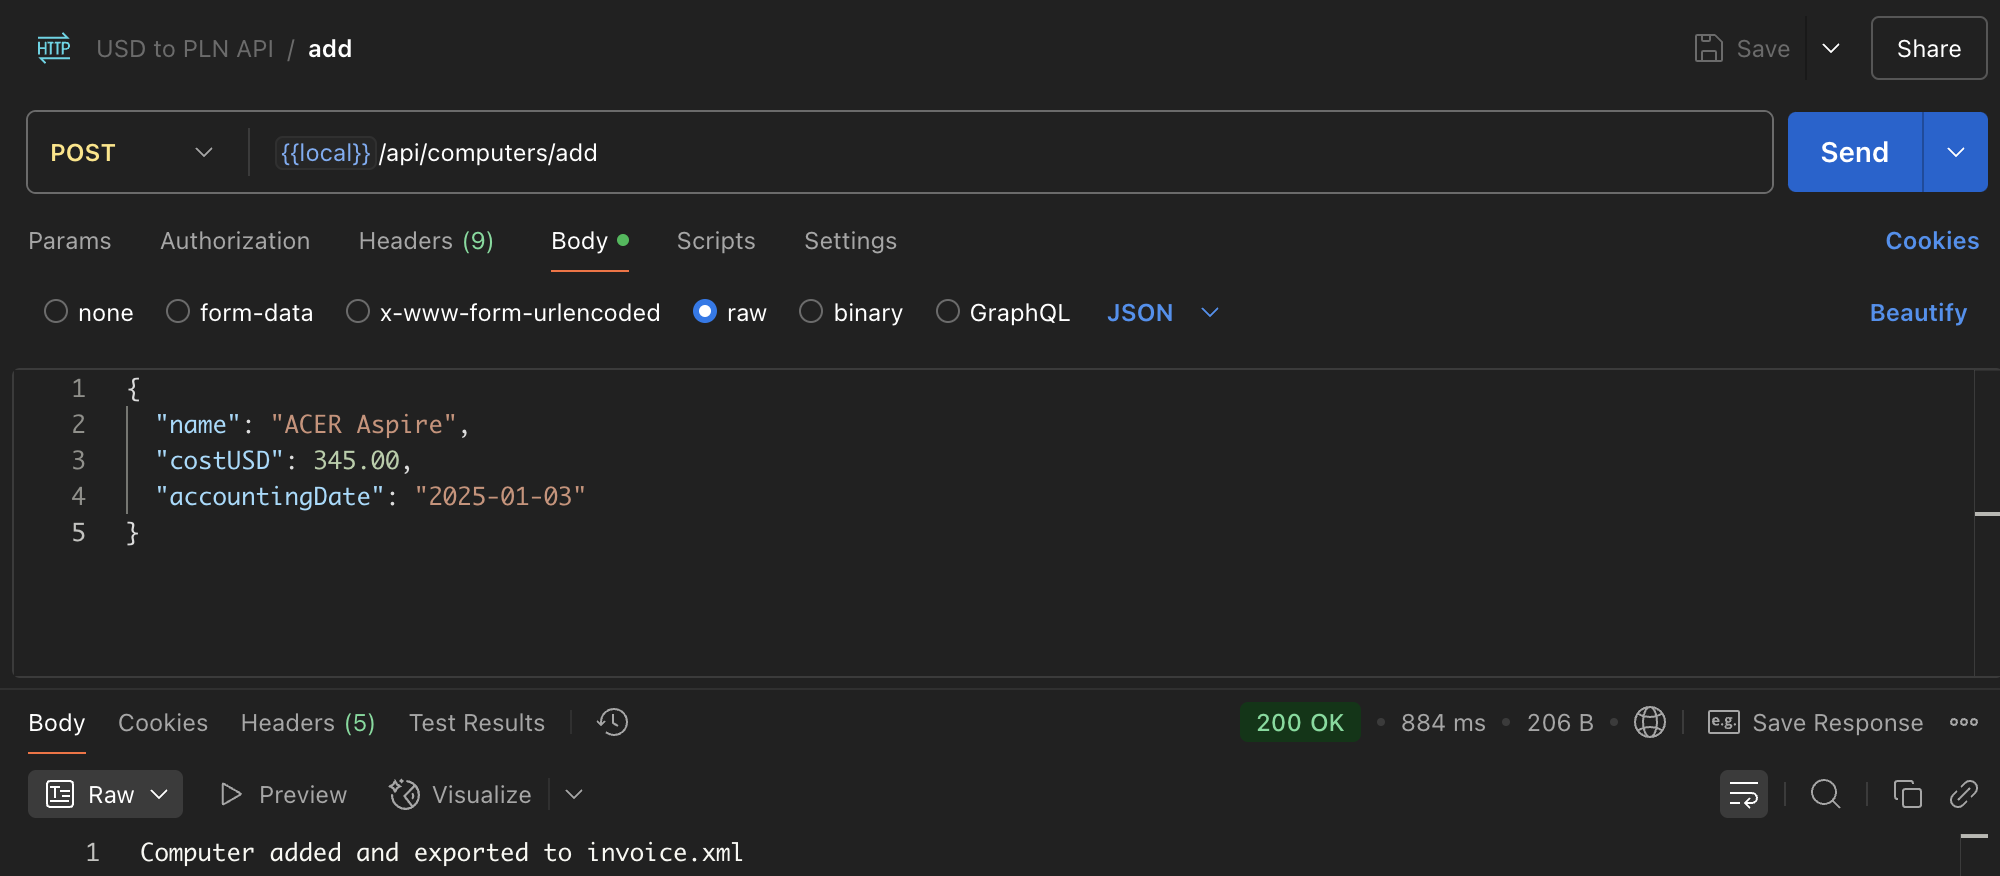 HTTP USD to PLN API / add Save Share
POST {{local}}/api/computers/add Send
Params Authorization Headers (9) Body Scripts Settings Cookies
none form-data x-www-form-urlencoded raw binary GraphQL JSON Beautify
1 {
2 "name": "ACER Aspire",
3 "costUSD": 345.00,
4 "accountingDate": "2025-01-03"
5 }
Body Cookies Headers (5) Test Results 200 OK 884 ms 206 B e.g. Save Response
Raw Preview Visualize
1 Computer added and exported to invoice.xml